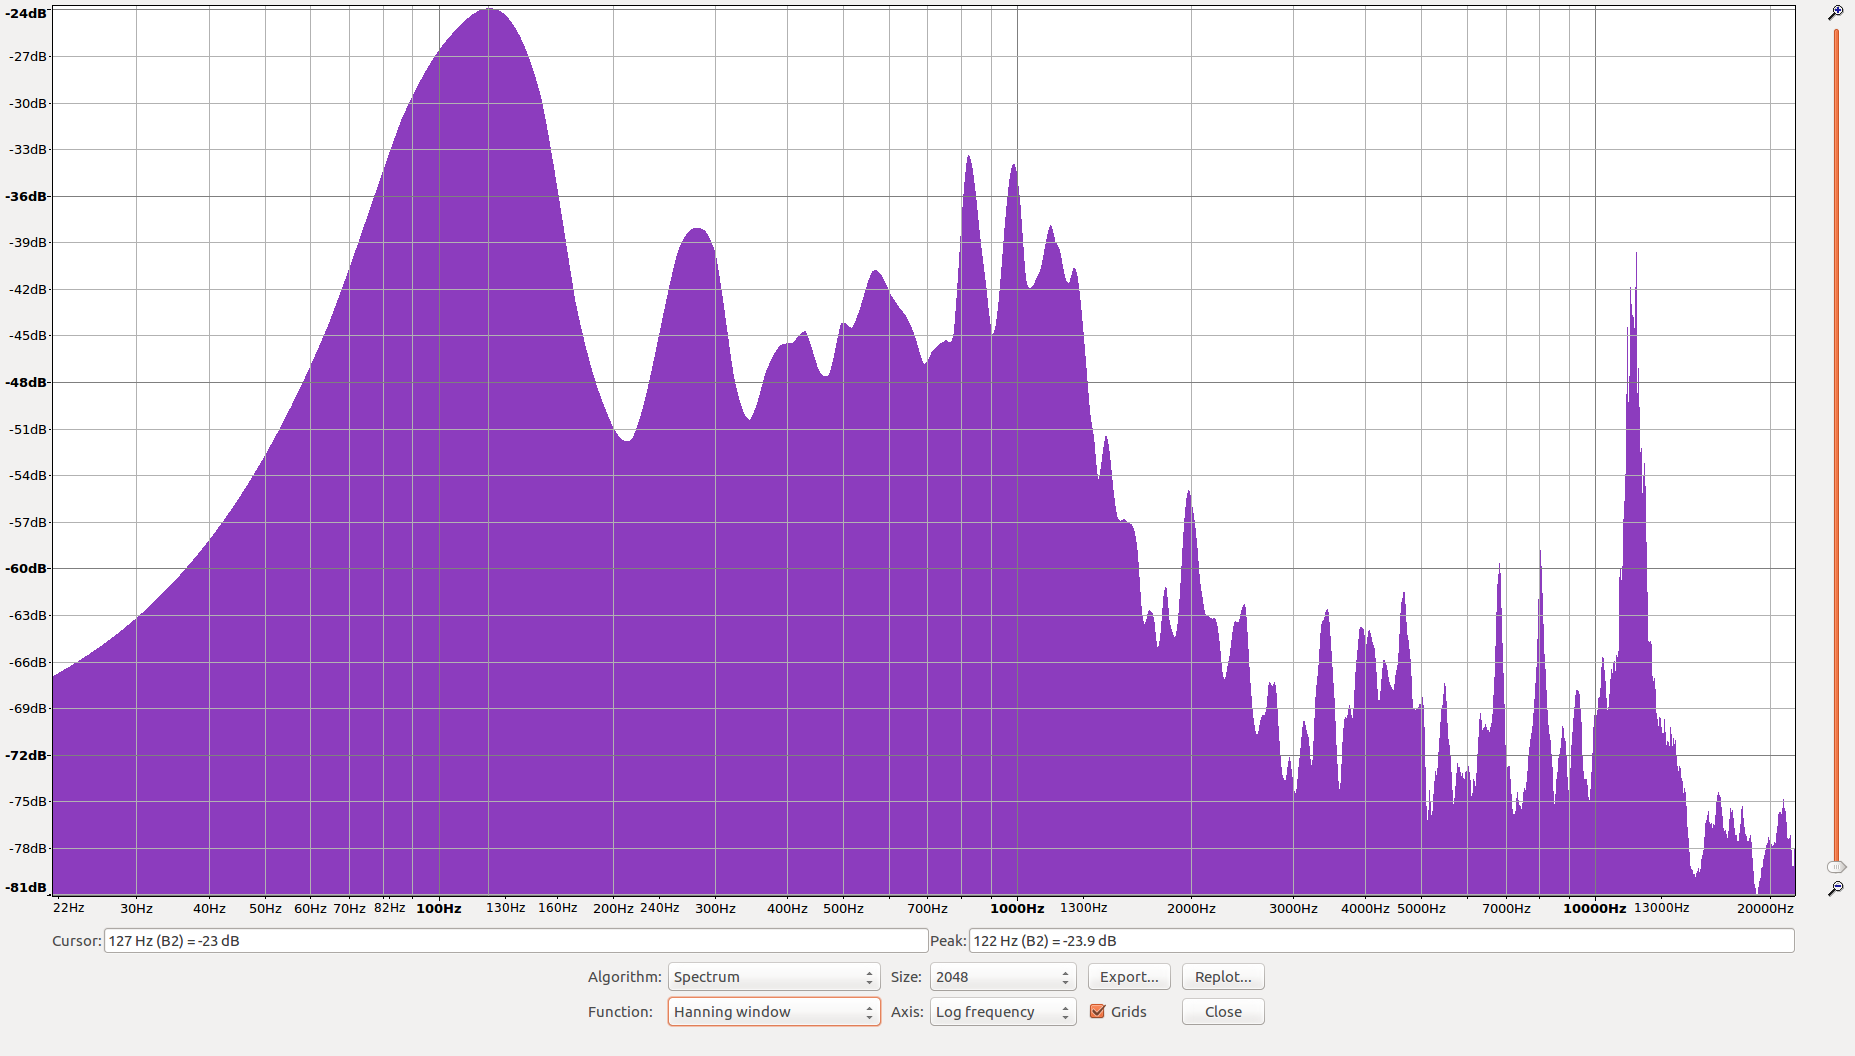 -24dB
-27dB
-30dB
-33dB
-36dB
-39dB
-42dB
-45dB
-48dB
-51dB
-54dB
-57dB
-60dB
-63dB
-66dB
-69dB
-72dB
-75dB
-78dB
-81dB
22Hz 30Hz 40Hz 50Hz 60Hz 70Hz 82Hz 100Hz 130Hz 160Hz 200Hz 240Hz 300Hz 400Hz 500Hz 700Hz 1000Hz 1300Hz 2000Hz 3000Hz 4000Hz 5000Hz 7000Hz 10000Hz 13000Hz 20000Hz
Cursor: 127 Hz (B2) = -23 dB Peak: 122 Hz (B2) = -23.9 dB
Algorithm: Spectrum Size: 2048 Export... Replot...
Function: Hanning window Axis: Log frequency Grids Close